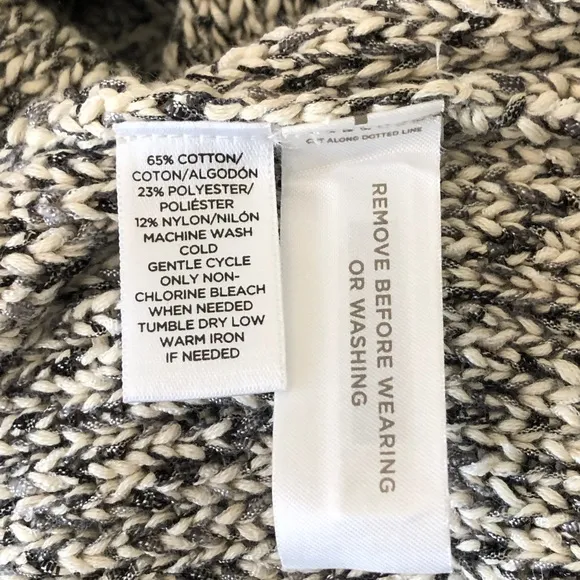 65% COTTON/
COTON/ALGODÓN
23% POLYESTER/
POLIÉSTER
12% NYLON/NILÓN
MACHINE WASH
COLD
GENTLE CYCLE
ONLY NON-
CHLORINE BLEACH
WHEN NEEDED
TUMBLE DRY LOW
WARM IRON
IF NEEDED
CUT ALONG DOTTED LINE
REMOVE BEFORE WEARING
OR WASHING